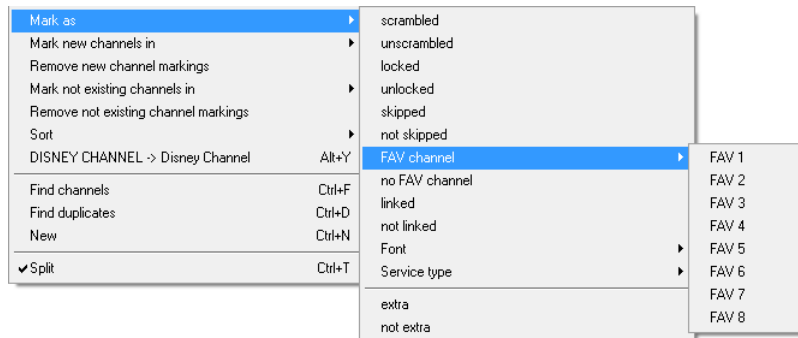 Mark as
Mark new channels in
Remove new channel markings
Mark not existing channels in
Remove not existing channel markings
Sort
DISNEY CHANNEL -> Disney Channel Alt+Y
Find channels Ctrl+F
Find duplicates Ctrl+D
New Ctrl+N
Split Ctrl+T
scrambled
unscrambled
locked
unlocked
skipped
not skipped
FAV channel
no FAV channel
linked
not linked
Font
Service type
extra
not extra
FAV 1
FAV 2
FAV 3
FAV 4
FAV 5
FAV 6
FAV 7
FAV 8